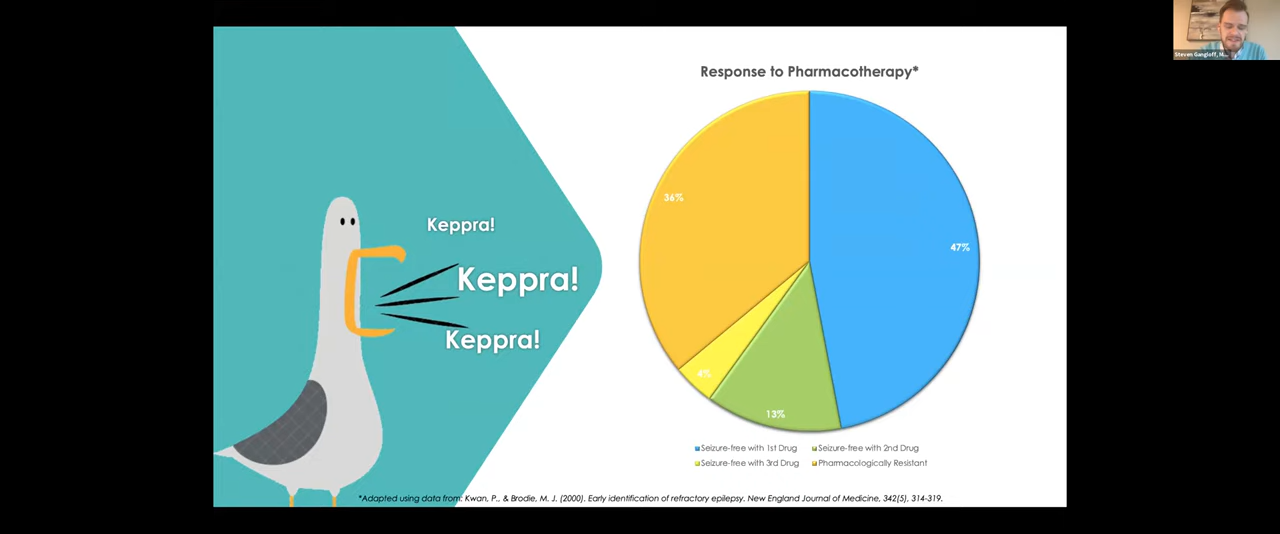 Steven Gangloff, M...
Response to Pharmacotherapy*
36%
47%
4%
13%
Keppra!
Keppra!
Keppra!
Seizure-free with 1st Drug
Seizure-free with 2nd Drug
Seizure-free with 3rd Drug
Pharmacologically Resistant
*Adapted using data from: Kwan, P., & Brodie, M. J. (2000). Early identification of refractory epilepsy. New England Journal of Medicine, 342(5), 314-319.